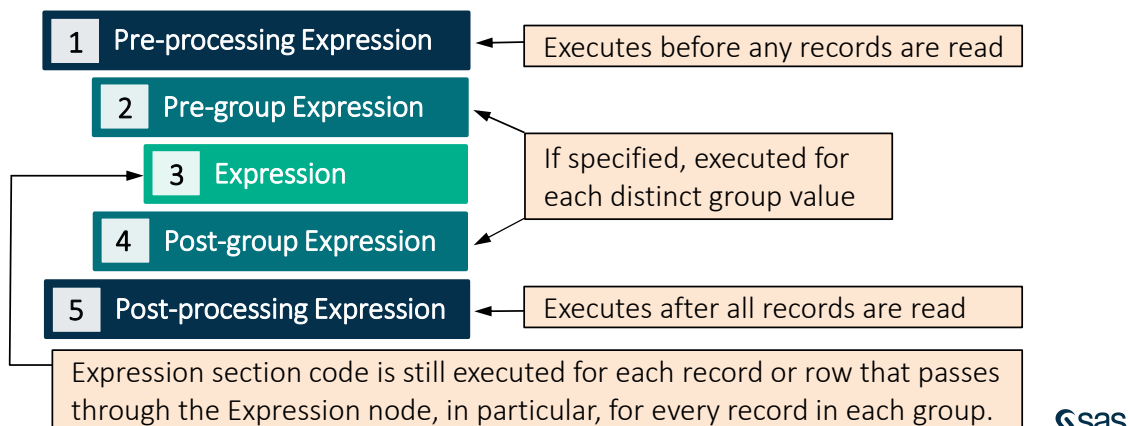 1 Pre-processing Expression
Executes before any records are read
2 Pre-group Expression
If specified, executed for
each distinct group value
3 Expression
4 Post-group Expression
5 Post-processing Expression
Executes after all records are read
Expression section code is still executed for each record or row that passes
through the Expression node, in particular, for every record in each group.
sas